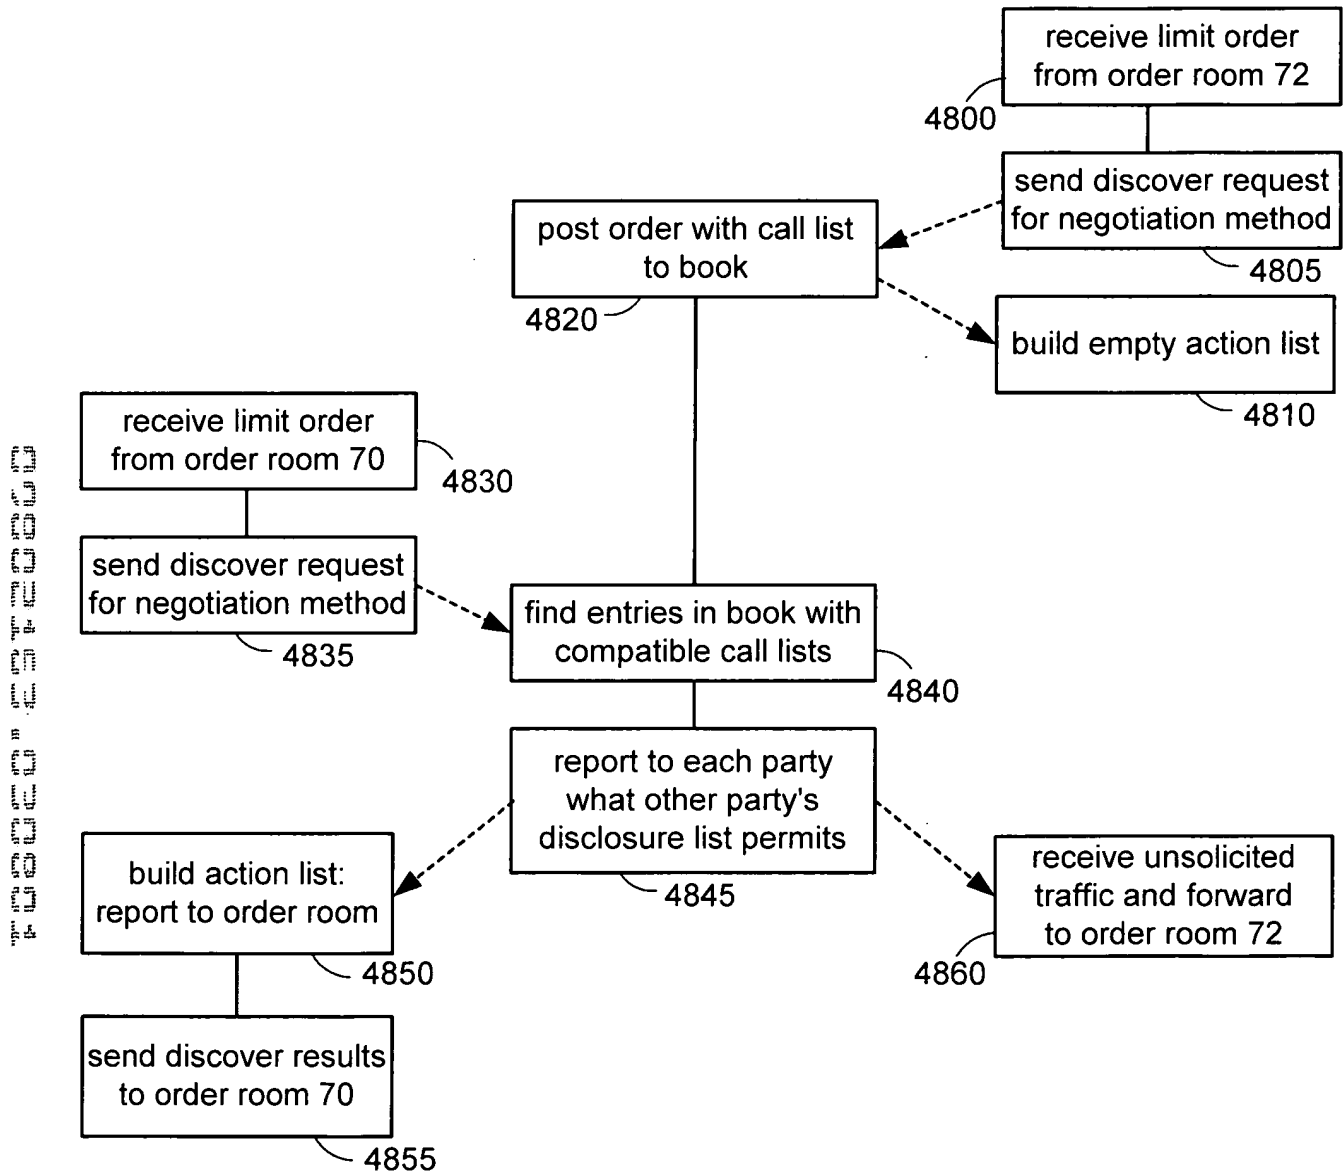 receive limit order
from order room 72
4800
send discover request
for negotiation method
4805
post order with call list
to book
4820
build empty action list
4810
receive limit order
from order room 70
4830
send discover request
for negotiation method
4835
find entries in book with
compatible call lists
4840
report to each party
what other party's
disclosure list permits
4845
build action list:
report to order room
4850
receive unsolicited
traffic and forward
to order room 72
4860
send discover results
to order room 70
4855